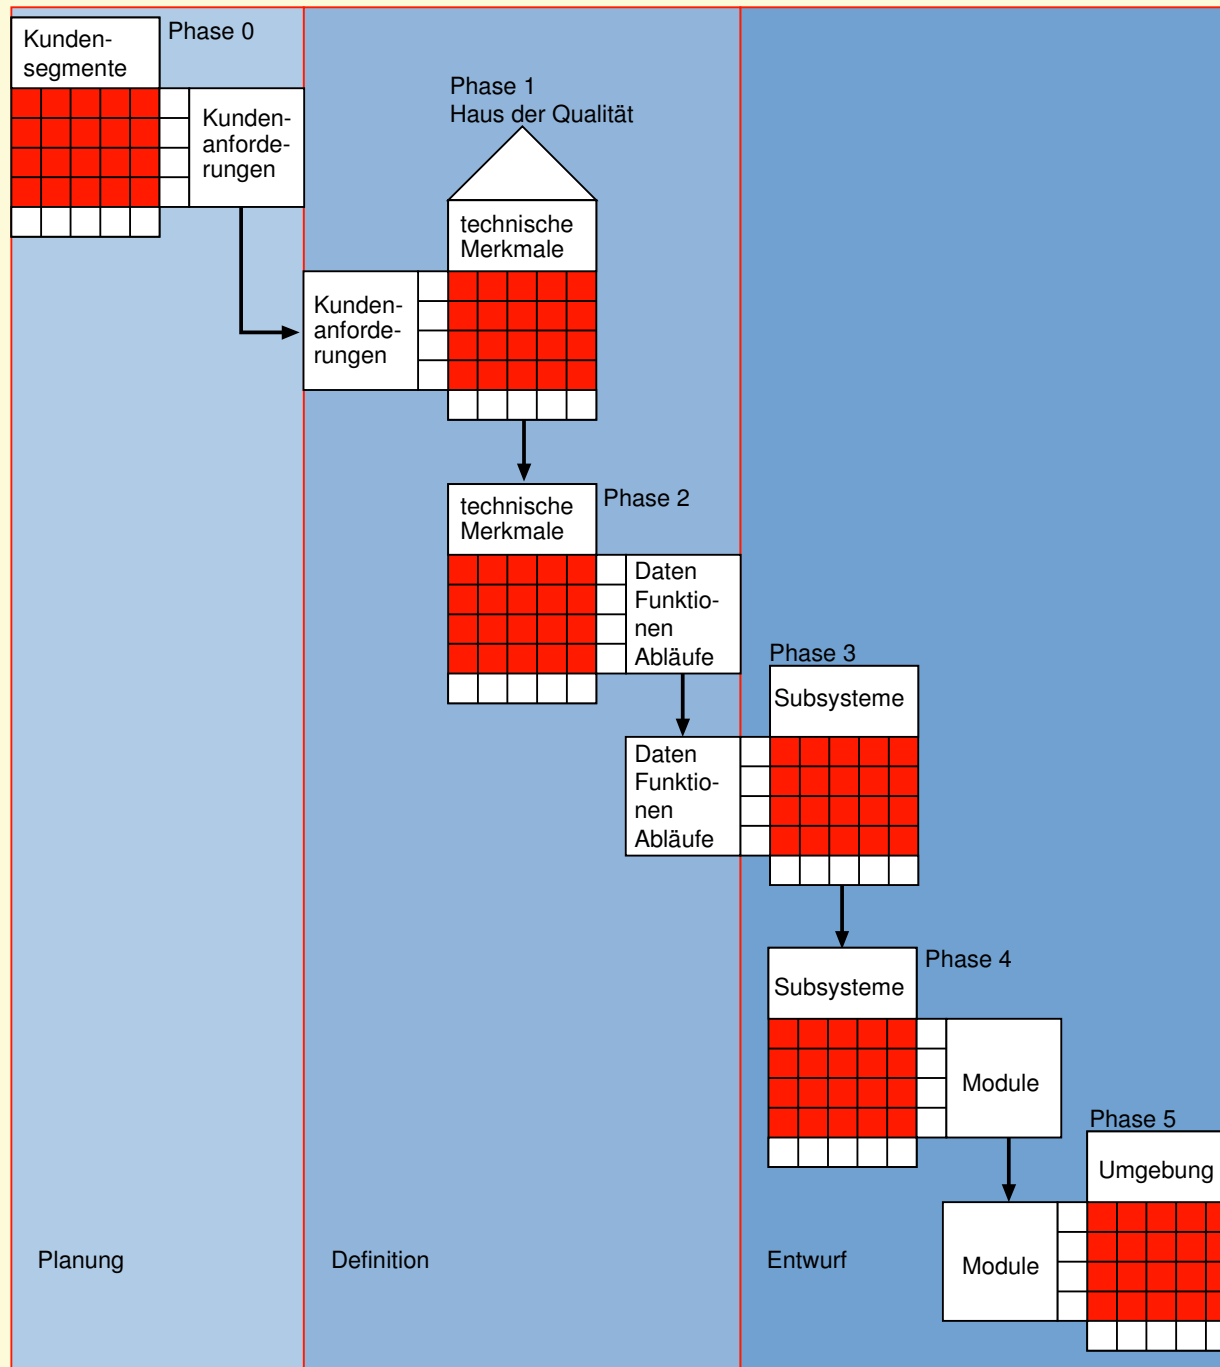 Kunden-
segmente
Phase 0
Kunden-
anforde-
rungen
Phase 1
Haus der Qualität
technische
Merkmale
Kunden-
anforde-
rungen
technische
Merkmale
Phase 2
Daten
Funktio-
nen
Abläufe
Phase 3
Subsysteme
Daten
Funktio-
nen
Abläufe
Subsysteme
Phase 4
Module
Phase 5
Umgebung
Module
Planung
Definition
Entwurf